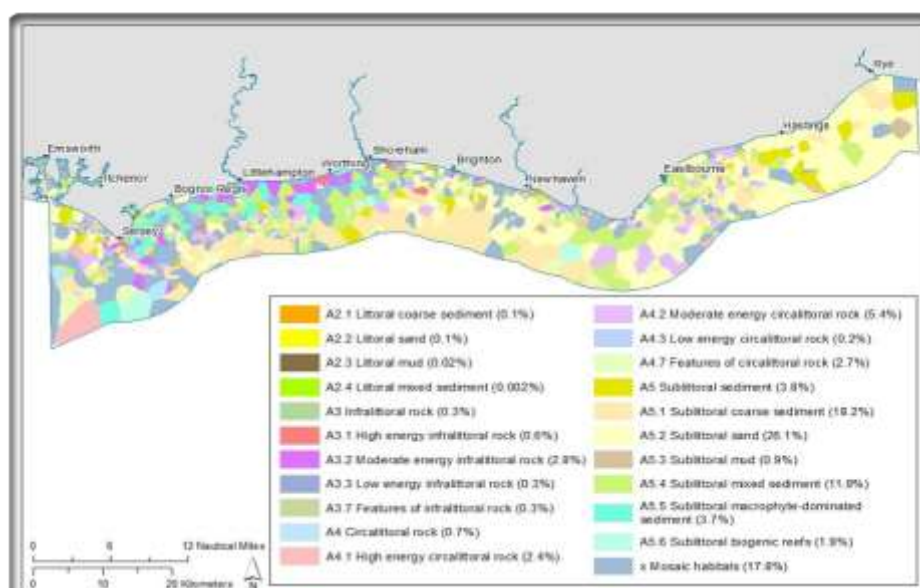 Rye
Hastings
Emsworth
Itchenor
Shoreham
Worthing
Brighton
Littlehampton
Newhaven
Eastbourne
Bognor Regis
Selsey
A2.1 Littoral coarse sediment (0.1%)
A2.2 Littoral sand (0.1%)
A2.3 Littoral mud (0.02%)
A2.4 Littoral mixed sediment (0.002%)
A3 Infralittoral rock (0.3%)
A3.1 High energy infralittoral rock (0.6%)
A3.2 Moderate energy infralittoral rock (2.9%)
A3.3 Low energy infralittoral rock (0.3%)
A3.7 Features of infralittoral rock (0.3%)
A4 Circalittoral rock (0.7%)
A4.1 High energy circalittoral rock (2.4%)
A4.2 Moderate energy circalittoral rock (5.4%)
A4.3 Low energy circalittoral rock (0.2%)
A4.7 Features of circalittoral rock (2.7%)
A5 Sublittoral sediment (3.8%)
A5.1 Sublittoral coarse sediment (18.2%)
A5.2 Sublittoral sand (26.1%)
A5.3 Sublittoral mud (0.9%)
A5.4 Sublittoral mixed sediment (11.9%)
A5.5 Sublittoral macrophyte-dominated
sediment (3.7%)
A5.6 Sublittoral biogenic reefs (1.9%)
x Mosaic habitats (17.6%)
0 6 12 Nautical Miles
0 10 20 Kilometers
N